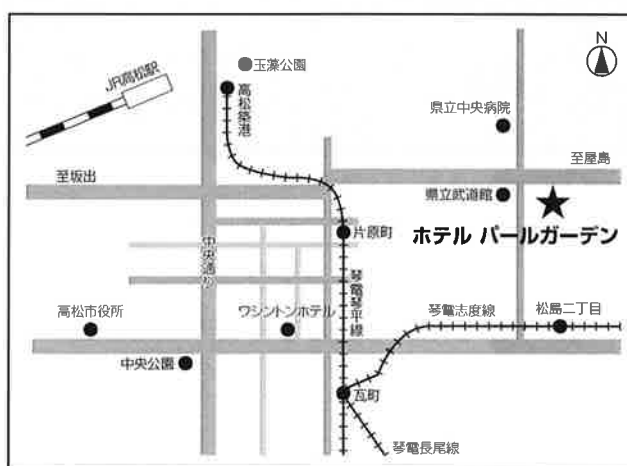 N
玉藻公園
JR高松駅
高松築港
県立中央病院
至屋島
至坂出
県立武道館
ホテル パールガーデン
片原町
中央通り
琴電琴平線
高松市役所
ワシントンホテル
琴電志度線
松島二丁目
中央公園
瓦町
琴電長尾線